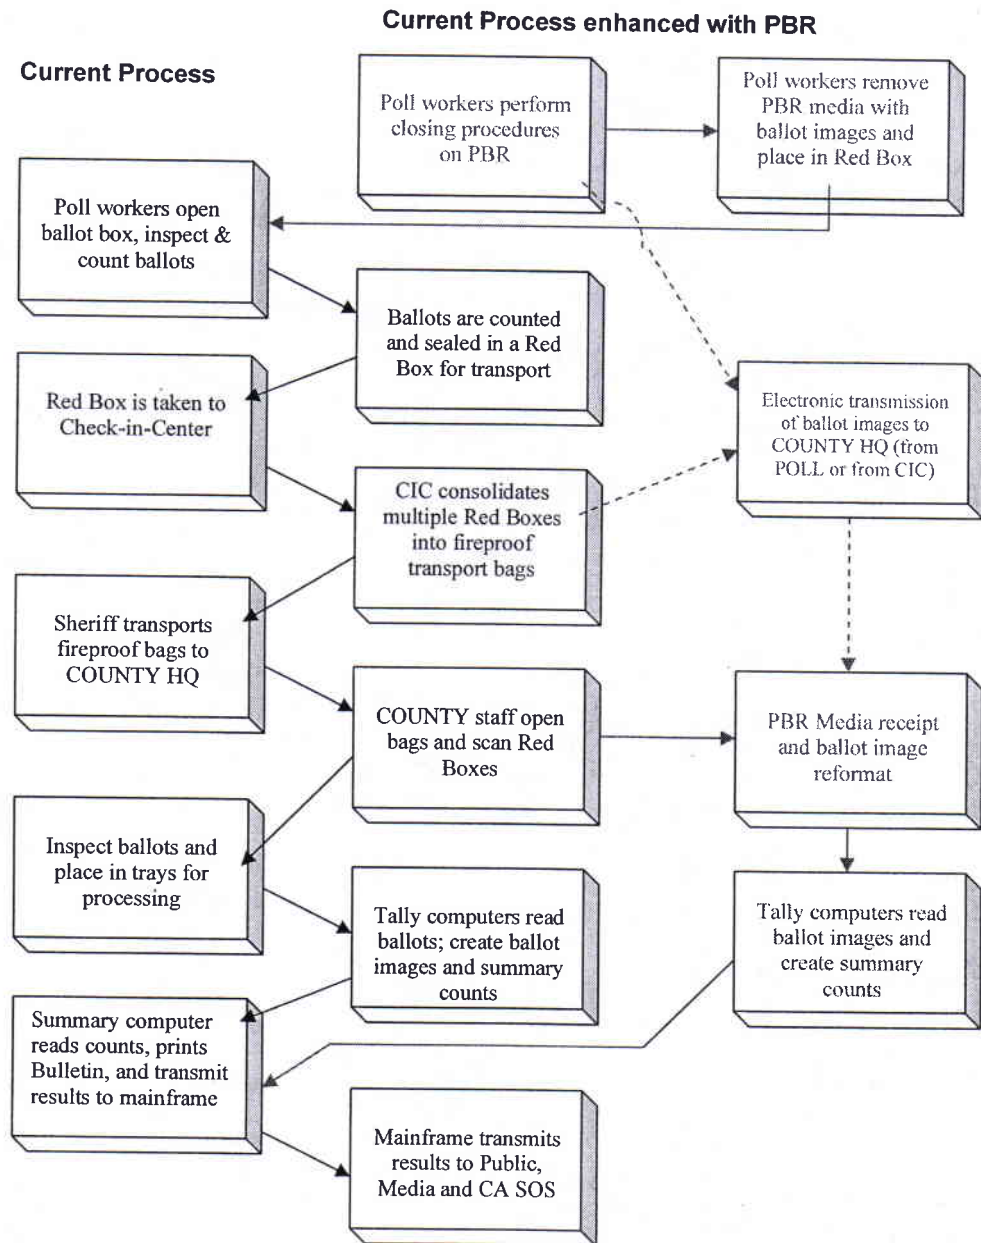 Current Process enhanced with PBR
Current Process
Poll workers perform
closing procedures
on PBR
Poll workers remove
PBR media with
ballot images and
place in Red Box
Poll workers open
ballot box, inspect &
count ballots
Ballots are counted
and sealed in a Red
Box for transport
Red Box is taken to
Check-in-Center
Electronic transmission
of ballot images to
COUNTY HQ (from
POLL or from CIC)
CIC consolidates
multiple Red Boxes
into fireproof
transport bags
Sheriff transports
fireproof bags to
COUNTY HQ
COUNTY staff open
bags and scan Red
Boxes
PBR Media receipt
and ballot image
reformat
Inspect ballots and
place in trays for
processing
Tally computers read
ballots; create ballot
images and summary
counts
Tally computers read
ballot images and
create summary
counts
Summary computer
reads counts, prints
Bulletin, and transmit
results to mainframe
Mainframe transmits
results to Public,
Media and CA SOS